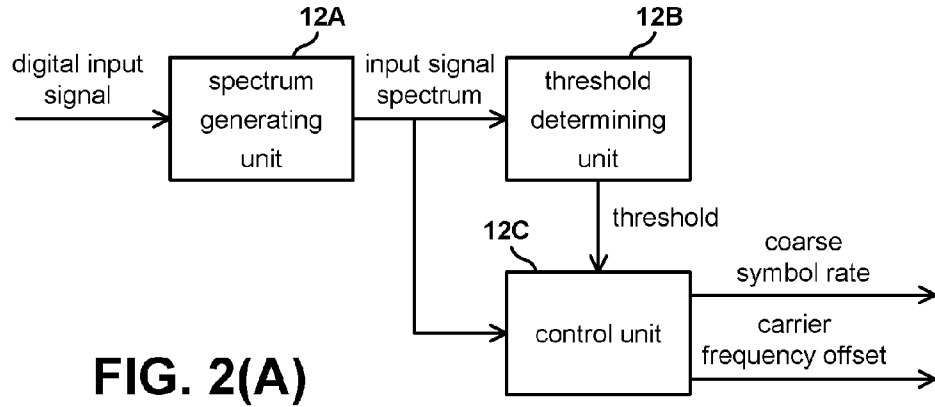 12A
12B
digital input
signal
spectrum
generating
unit
input signal
spectrum
threshold
determining
unit
threshold
12C
control unit
coarse
symbol rate
carrier
frequency offset
FIG. 2(A)